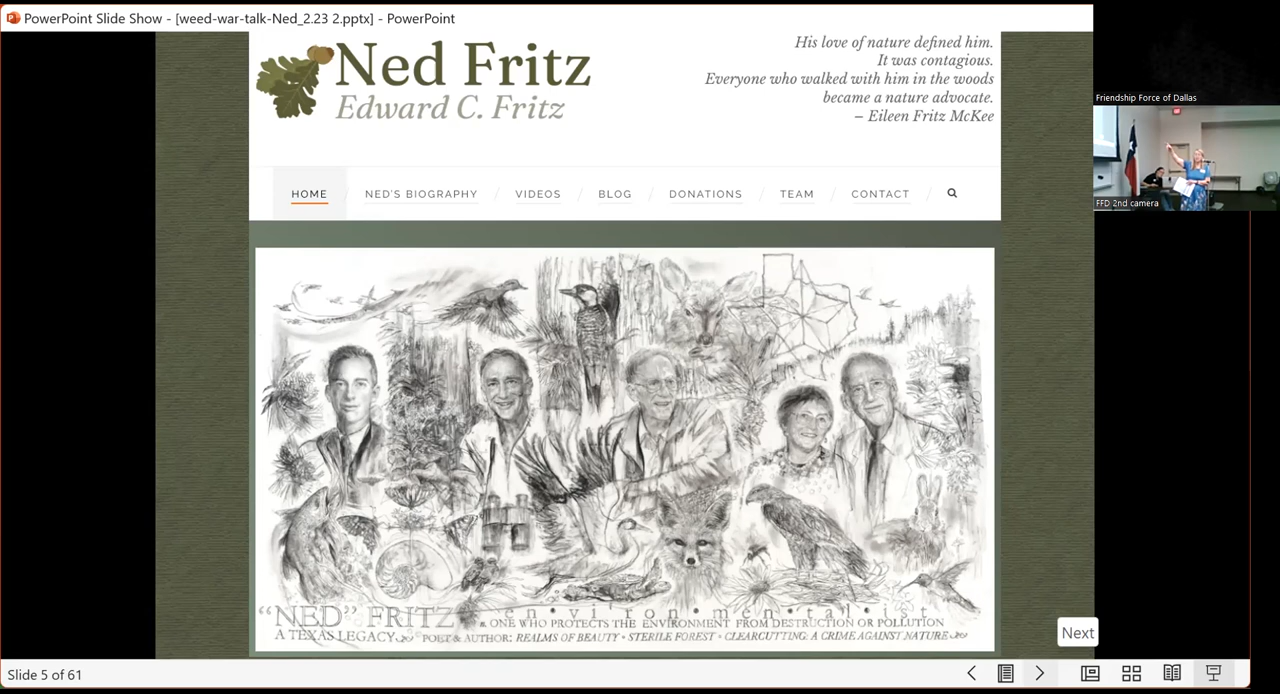 PowerPoint Slide Show - [weed-war-talk-Ned_2.23 2.pptx] - PowerPoint
Ned Fritz
Edward C. Fritz
His love of nature defined him.
It was contagious.
Everyone who walked with him in the woods
became a nature advocate.
– Eileen Fritz McKee
Friendship Force of Dallas
FFD 2nd camera
HOME / NED'S BIOGRAPHY / VIDEOS / BLOG / DONATIONS / TEAM / CONTACT /
"NED" FRITZ en•vi•ron•men•tal•ist
n. ONE WHO PROTECTS THE ENVIRONMENT FROM DESTRUCTION OR POLLUTION
A TEXAS LEGACY POET & AUTHOR: REALMS OF BEAUTY • STERILE FOREST • CLEARCUTTING: A CRIME AGAINST NATURE
Next
Slide 5 of 61